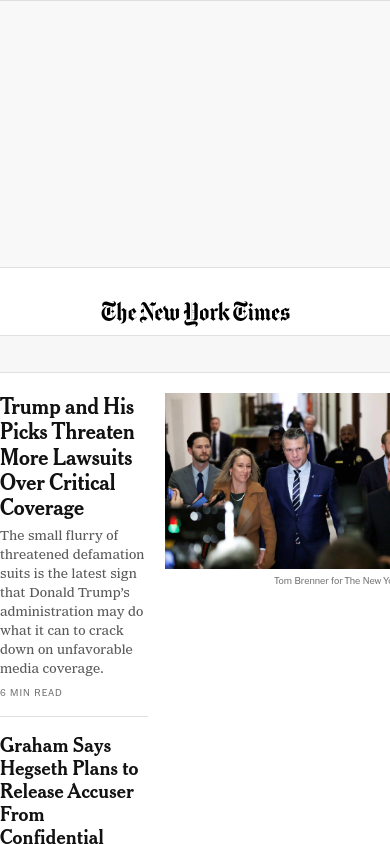 The New York Times
Trump and His
Picks Threaten
More Lawsuits
Over Critical
Coverage
The small flurry of
threatened defamation
suits is the latest sign
that Donald Trump’s
administration may do
what it can to crack
down on unfavorable
media coverage.
6 MIN READ
Tom Brenner for The New Yo
Graham Says
Hegseth Plans to
Release Accuser
From
Confidential